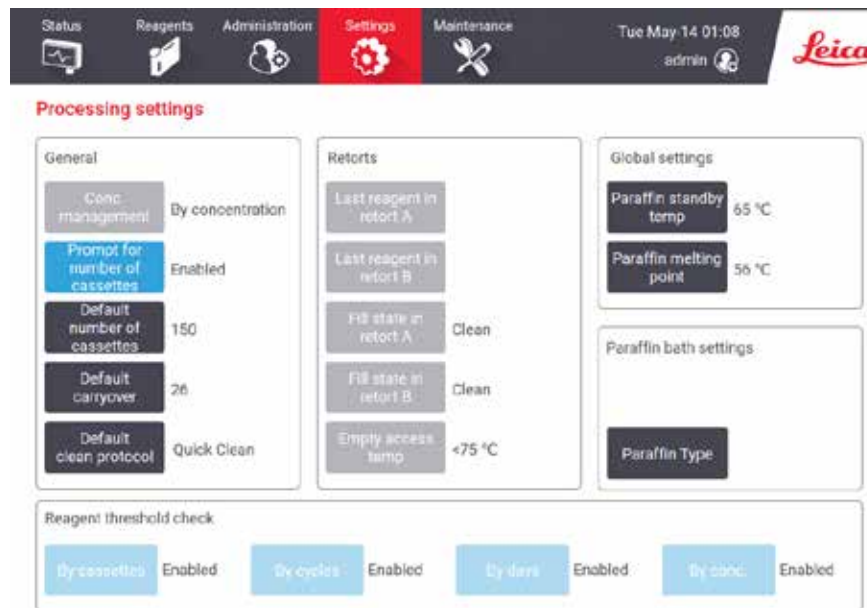 Status Reagents Administration Settings Maintenance
Tue May 14 01:08
admin
Leica
Processing settings
General
Conc.
management
By concentration
Prompt for
number of
cassettes
Enabled
Default
number of
cassettes
150
Default
carryover
26
Default
clean protocol
Quick Clean
Retorts
Last reagent in
retort A
Last reagent in
retort B
Fill state in
retort A
Clean
Fill state in
retort B
Clean
Empty access
temp
<75 °C
Global settings
Paraffin standby
temp
65 °C
Paraffin melting
point
56 °C
Paraffin bath settings
Paraffin Type
Reagent threshold check
By cassettes Enabled By cycles Enabled By days Enabled By conc. Enabled